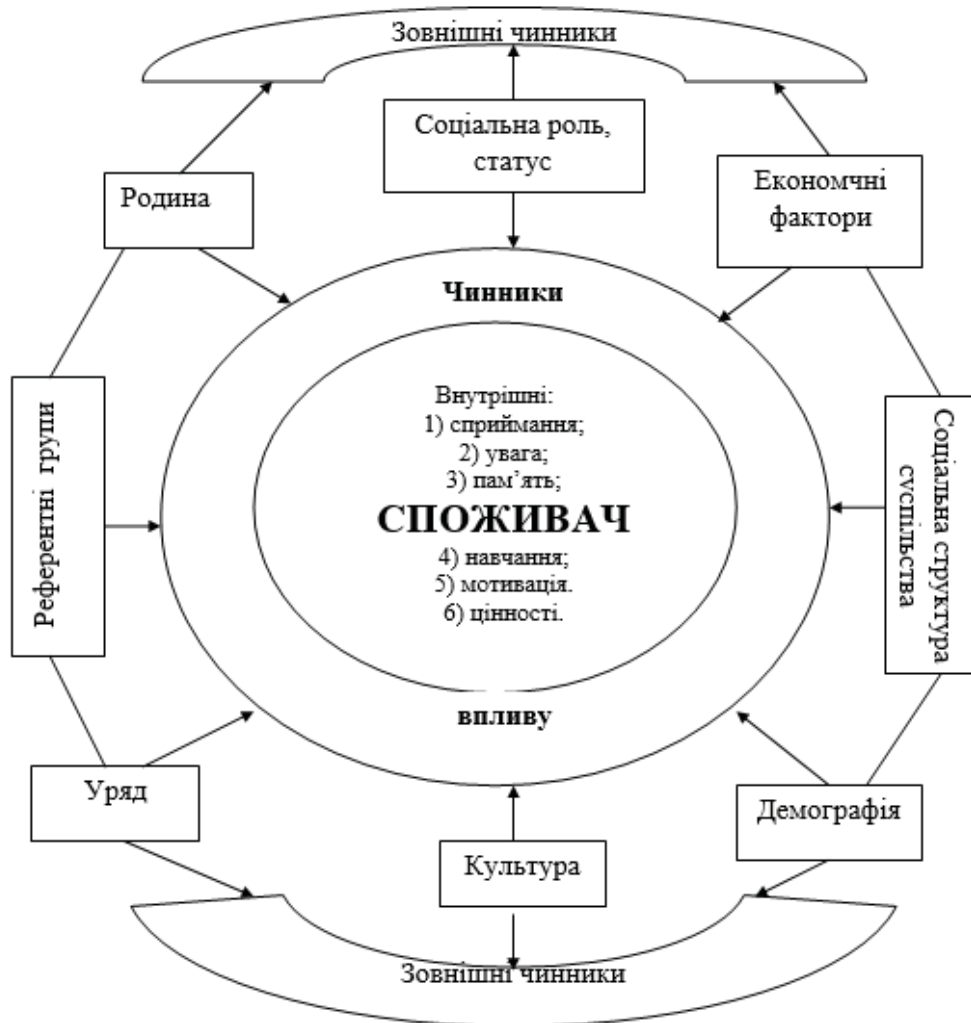 Зовнішні чинники
Соціальна роль,
статус
Родина
Економчні
фактори
Чинники
Референтні групи
Внутрішні:
1) сприймання;
2) увага;
3) пам’ять;
СПОЖИВАЧ
4) навчання;
5) мотивація.
6) цінності.
Соціальна структура
суспільства
впливу
Уряд
Культура
Демографія
Зовнішні чинники